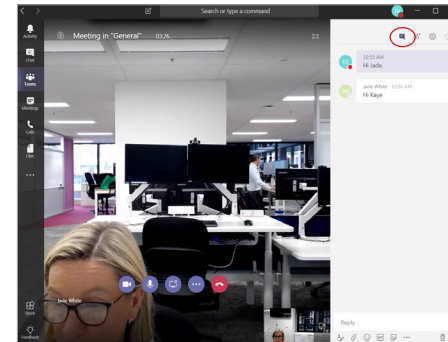 Search or type a command
Activity
Chat
Teams
Meetings
Calls
Files
Store
Feedback
Meeting in "General"
03:26
Jade White
10:55 AM
Hi Jade,
Jade White 10:56 AM
Hi Kaye
Reply